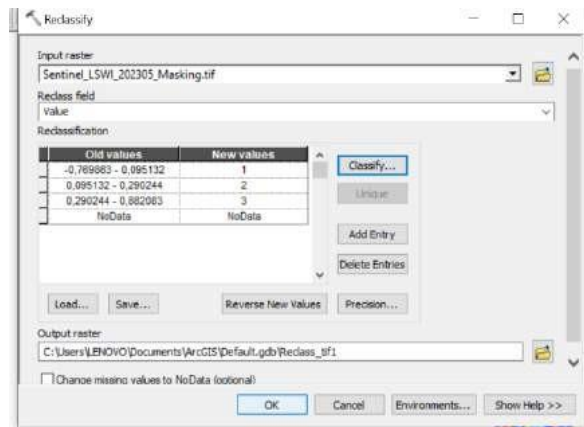 Reclassify
Input raster
Sentinel_LSWI_202305_Masking.tif
Reclass field
Value
Reclassification
Old values New values
-0,769863 - 0,095132 1
0,095132 - 0,290244 2
0,290244 - 0,882083 3
NoData NoData
Classify...
Unique
Add Entry
Delete Entries
Load... Save... Reverse New Values Precision...
Output raster
C:\Users\LENOVO\Documents\ArcGIS\Default.gdb\Reclass_tif1
Change missing values to NoData (optional)
OK Cancel Environments... Show Help >>